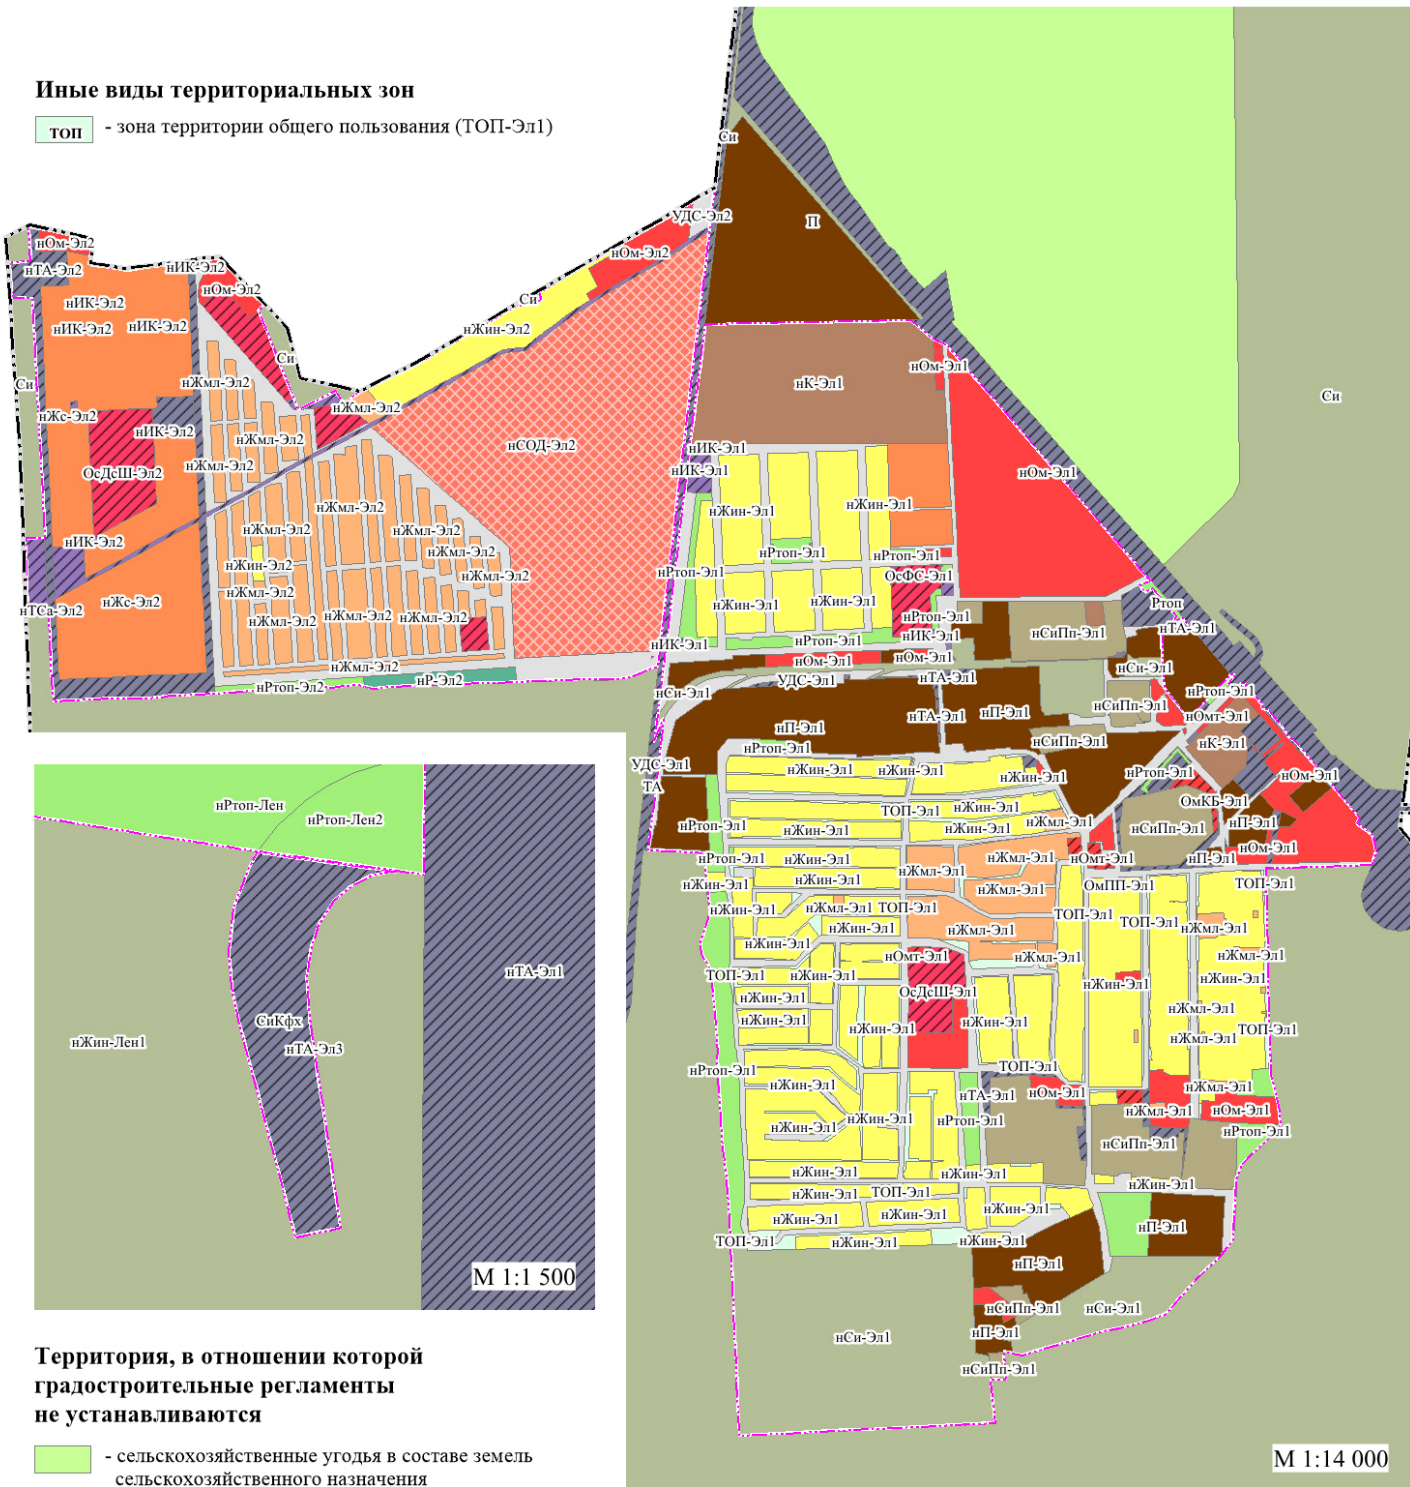 Иные виды территориальных зон
ТОП
- зона территории общего пользования (ТОП-Эл1)
Си
УДС-Эл2
П
нОм-Эл2
нОм-Эл2
нТА-Эл2
нИК-Эл2
нОм-Эл2
нИК-Эл2
нИК-Эл2
нИК-Эл2
Си
нЖин-Эл2
Си
Си
нЖмл-Эл2
нЖмл-Эл2
нОм-Эл1
нК-Эл1
Си
нЖс-Эл2
нИК-Эл2
нЖмл-Эл2
нСОД-Эл2
нИК-Эл1
нЖмл-Эл2
ОсДсШ-Эл2
нИК-Эл1
нОм-Эл1
нЖмл-Эл2
нЖмл-Эл2
нЖмл-Эл2
нЖин-Эл1
нЖин-Эл1
нИК-Эл2
нЖмл-Эл2
нРтоп-Эл1
нРтоп-Эл1
нЖин-Эл2
нРтоп-Эл1
ОсФС-Эл1
нЖмл-Эл2
нЖмл-Эл2
нЖс-Эл2
нТСа-Эл2
нЖин-Эл1
нЖин-Эл1
Ртоп
нЖмл-Эл2
нЖмл-Эл2
нЖмл-Эл2
нРтоп-Эл1
нТА-Эл1
нИК-Эл1
нРтоп-Эл1
нИК-Эл1
нСиПп-Эл1
нЖмл-Эл2
нОм-Эл1
нОм-Эл1
нСи-Эл1
нРтоп-Эл2
нР-Эл2
нСи-Эл1
УДС-Эл1
нТА-Эл1
нРтоп-Эл1
нП-Эл1
нТА-Эл1
нП-Эл1
нСиПп-Эл1
нОмт-Эл1
нРтоп-Эл1
нСиПп-Эл1
нК-Эл1
УДС-Эл1
нЖин-Эл1
нЖин-Эл1
нЖин-Эл1
нРтоп-Эл1
нОм-Эл1
ТА
ОмКБ-Эл1
нРтоп-Эл1
ТОП-Эл1
нЖин-Эл1
нЖмл-Эл1
нСиПп-Эл1
нП-Эл1
нЖин-Эл1
нЖин-Эл1
нОм-Эл1
нРтоп-Эл1
нЖин-Эл1
нЖмл-Эл1
нОмт-Эл1
нП-Эл1
нЖин-Эл1
нЖин-Эл1
нЖмл-Эл1
нЖмл-Эл1
ОмПП-Эл1
ТОП-Эл1
нЖин-Эл1
нЖмл-Эл1
ТОП-Эл1
ТОП-Эл1
ТОП-Эл1
нЖин-Эл1
нЖмл-Эл1
нЖмл-Эл1
нЖин-Эл1
нОмт-Эл1
нЖмл-Эл1
нЖмл-Эл1
ТОП-Эл1
нЖин-Эл1
ОсДсШ-Эл1
нЖин-Эл1
нЖин-Эл1
нЖин-Эл1
нЖмл-Эл1
нЖин-Эл1
нЖин-Эл1
нЖин-Эл1
нЖмл-Эл1
ТОП-Эл1
нРтоп-Эл1
нЖин-Эл1
ТОП-Эл1
нТА-Эл1
нОм-Эл1
нЖмл-Эл1
нЖин-Эл1
нЖин-Эл1
нРтоп-Эл1
нЖмл-Эл1
нОм-Эл1
нРтоп-Эл1
нСиПп-Эл1
нЖин-Эл1
нЖин-Эл1
нЖин-Эл1
нЖин-Эл1
ТОП-Эл1
нЖин-Эл1
нЖин-Эл1
нЖин-Эл1
нП-Эл1
ТОП-Эл1
нЖин-Эл1
нЖин-Эл1
нП-Эл1
нСиПп-Эл1
нСи-Эл1
нП-Эл1
нСи-Эл1
нСиПп-Эл1
М 1:14 000
нРтоп-Лен
нРтоп-Лен2
нТА-Эл1
СиКфх
нТА-Эл3
нЖин-Лен1
М 1:1 500
Территория, в отношении которой
градостроительные регламенты
не устанавливаются
- сельскохозяйственные угодья в составе земель
сельскохозяйственного назначения